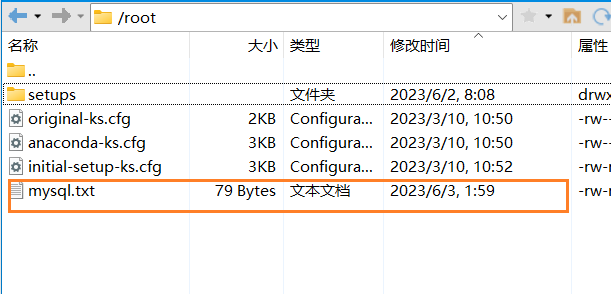 /root
名称 大小 类型 修改时间 属性
..
setups 文件夹 2023/6/2, 8:08 drwx
original-ks.cfg 2KB Configura... 2023/3/10, 10:50 -rw--
anaconda-ks.cfg 3KB Configura... 2023/3/10, 10:50 -rw--
initial-setup-ks.cfg 3KB Configura... 2023/3/10, 10:52 -rw-r
mysql.txt 79 Bytes 文本文档 2023/6/3, 1:59 -rw-r